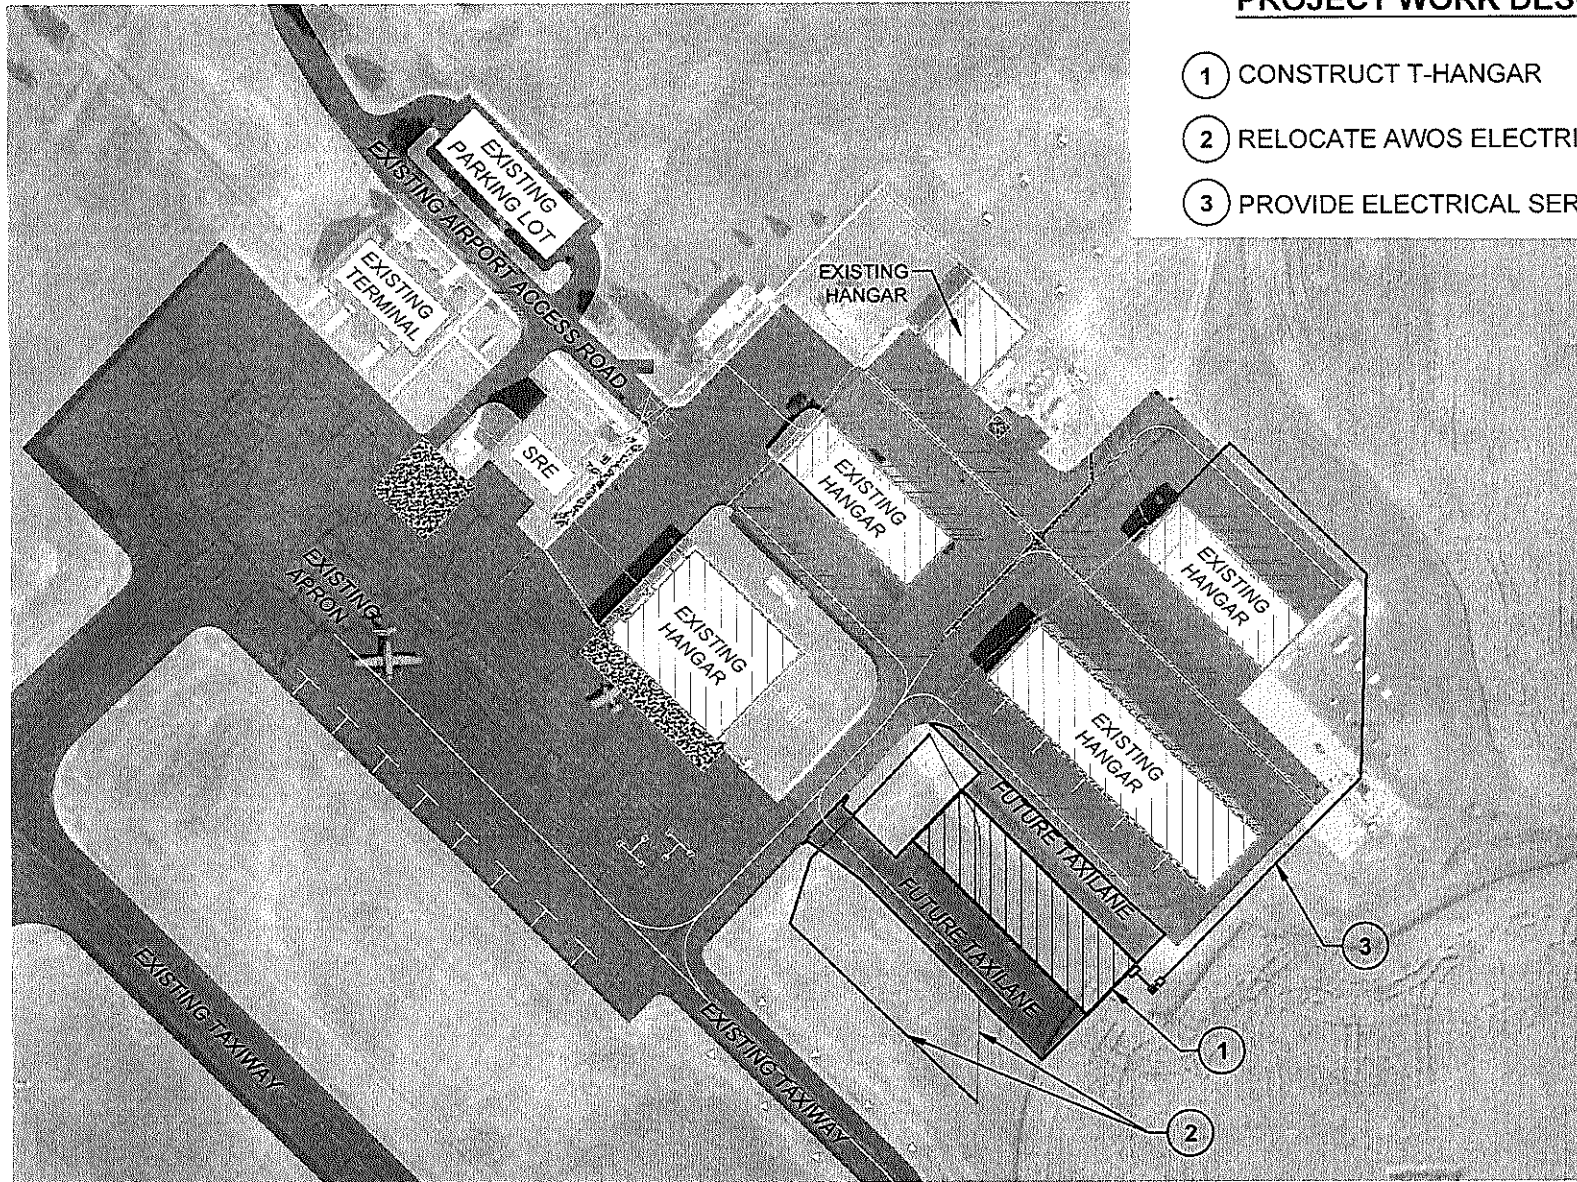 PROJECT WORK DES
1 CONSTRUCT T-HANGAR
2 RELOCATE AWOS ELECTRI
3 PROVIDE ELECTRICAL SER
EXISTING
PARKING LOT
EXISTING AIRPORT ACCESS ROAD
EXISTING
TERMINAL
EXISTING
HANGAR
SRE
EXISTING
HANGAR
EXISTING
HANGAR
EXISTING
APRON
EXISTING
HANGAR
EXISTING
HANGAR
FUTURE TAXILANE
FUTURE TAXILANE
3
EXISTING TAXIWAY
EXISTING TAXIWAY
1
2